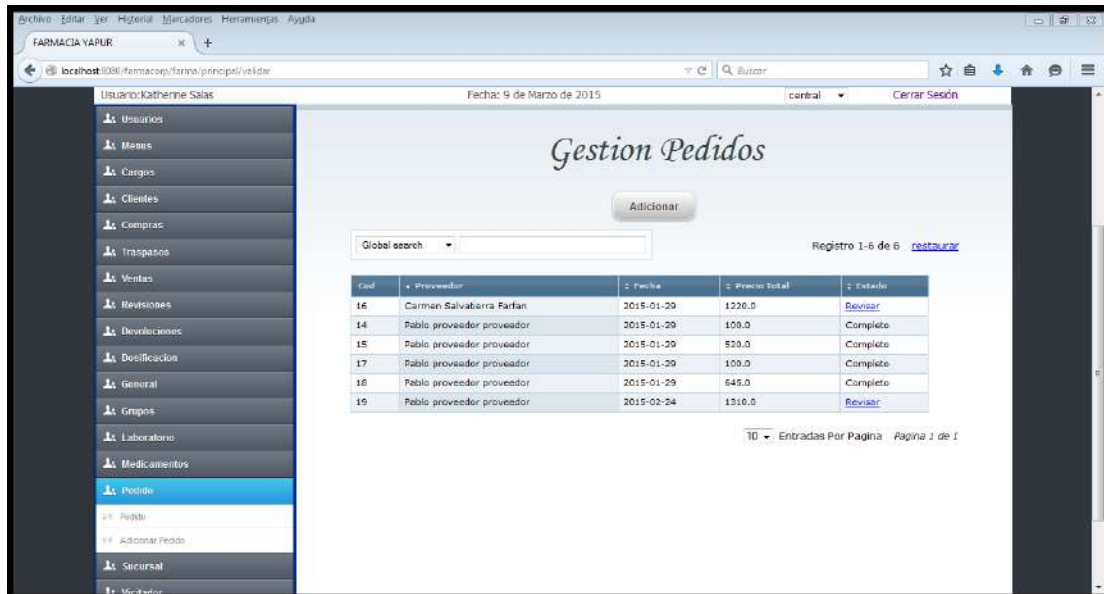 Archivo Editar Ver Historial Marcadores Herramientas Ayuda
FARMACIA YAPUR × +
localhost:8080/farmacorp/farma/principal/validar Buscar
Usuario:Katherine Salas Fecha: 9 de Marzo de 2015 central Cerrar Sesión
Usuarios
Menus
Cargos
Clientes
Compras
Traspasos
Ventas
Revisiones
Devoluciones
Dosificacion
General
Grupos
Laboratorio
Medicamentos
Pedido
Pedido
Adicionar Pedido
Sucursal
Visitador
Gestion Pedidos
Adicionar
Global search Registro 1-6 de 6 restaurar
Cod Proveedor Fecha Precio Total Estado
16 Carmen Salvatierra Farfan 2015-01-29 1220.0 Revisar
14 Pablo proveedor proveedor 2015-01-29 100.0 Completo
15 Pablo proveedor proveedor 2015-01-29 520.0 Completo
17 Pablo proveedor proveedor 2015-01-29 100.0 Completo
18 Pablo proveedor proveedor 2015-01-29 645.0 Completo
19 Pablo proveedor proveedor 2015-02-24 1310.0 Revisar
10 Entradas Por Pagina Pagina 1 de 1